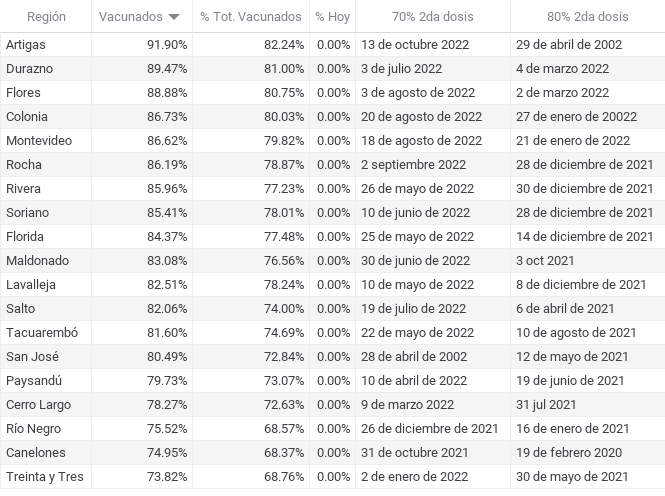 Región Vacunados % Tot. Vacunados % Hoy 70% 2da dosis 80% 2da dosis
Artigas 91.90% 82.24% 0.00% 13 de octubre 2022 29 de abril de 2002
Durazno 89.47% 81.00% 0.00% 3 de julio 2022 4 de marzo 2022
Flores 88.88% 80.75% 0.00% 3 de agosto de 2022 2 de marzo 2022
Colonia 86.73% 80.03% 0.00% 20 de agosto de 2022 27 de enero de 20022
Montevideo 86.62% 79.82% 0.00% 18 de agosto de 2022 21 de enero de 2022
Rocha 86.19% 78.87% 0.00% 2 septiembre 2022 28 de diciembre de 2021
Rivera 85.96% 77.23% 0.00% 26 de mayo de 2022 30 de diciembre de 2021
Soriano 85.41% 78.01% 0.00% 10 de junio de 2022 28 de diciembre de 2021
Florida 84.37% 77.48% 0.00% 25 de mayo de 2022 14 de diciembre de 2021
Maldonado 83.08% 76.56% 0.00% 30 de junio de 2022 3 oct 2021
Lavalleja 82.51% 78.24% 0.00% 10 de mayo de 2022 8 de diciembre de 2021
Salto 82.06% 74.00% 0.00% 19 de julio de 2022 6 de abril de 2021
Tacuarembó 81.60% 74.69% 0.00% 22 de mayo de 2022 10 de agosto de 2021
San José 80.49% 72.84% 0.00% 28 de abril de 2002 12 de mayo de 2021
Paysandú 79.73% 73.07% 0.00% 10 de abril de 2022 19 de junio de 2021
Cerro Largo 78.27% 72.63% 0.00% 9 de marzo 2022 31 jul 2021
Río Negro 75.52% 68.57% 0.00% 26 de diciembre de 2021 16 de enero de 2021
Canelones 74.95% 68.37% 0.00% 31 de octubre 2021 19 de febrero 2020
Treinta y Tres 73.82% 68.76% 0.00% 2 de enero de 2022 30 de mayo de 2021